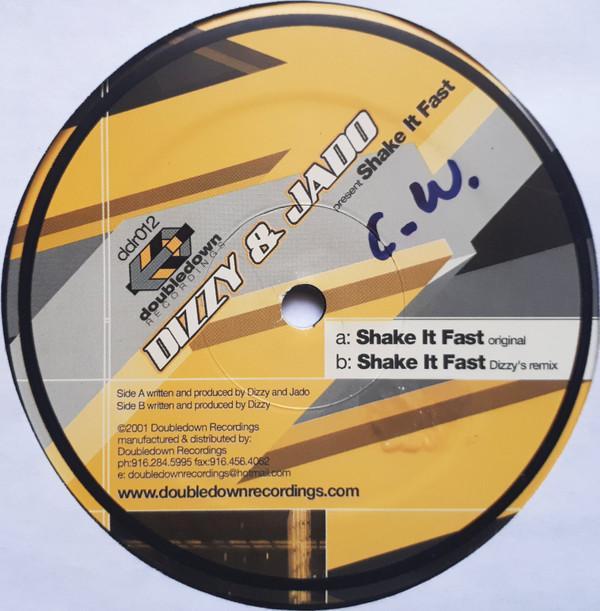 DIZZY & JADO
present Shake It Fast
C.W.
ddr012
doubledown
RECORDINGS
a: Shake It Fast original
b: Shake It Fast Dizzy's remix
Side A written and produced by Dizzy and Jado
Side B written and produced by Dizzy
©2001 Doubledown Recordings
manufactured & distributed by:
Doubledown Recordings
ph:916.284.5995 fax:916.456.4062
e: doubledownrecordings@hotmail.com
www.doubledownrecordings.com